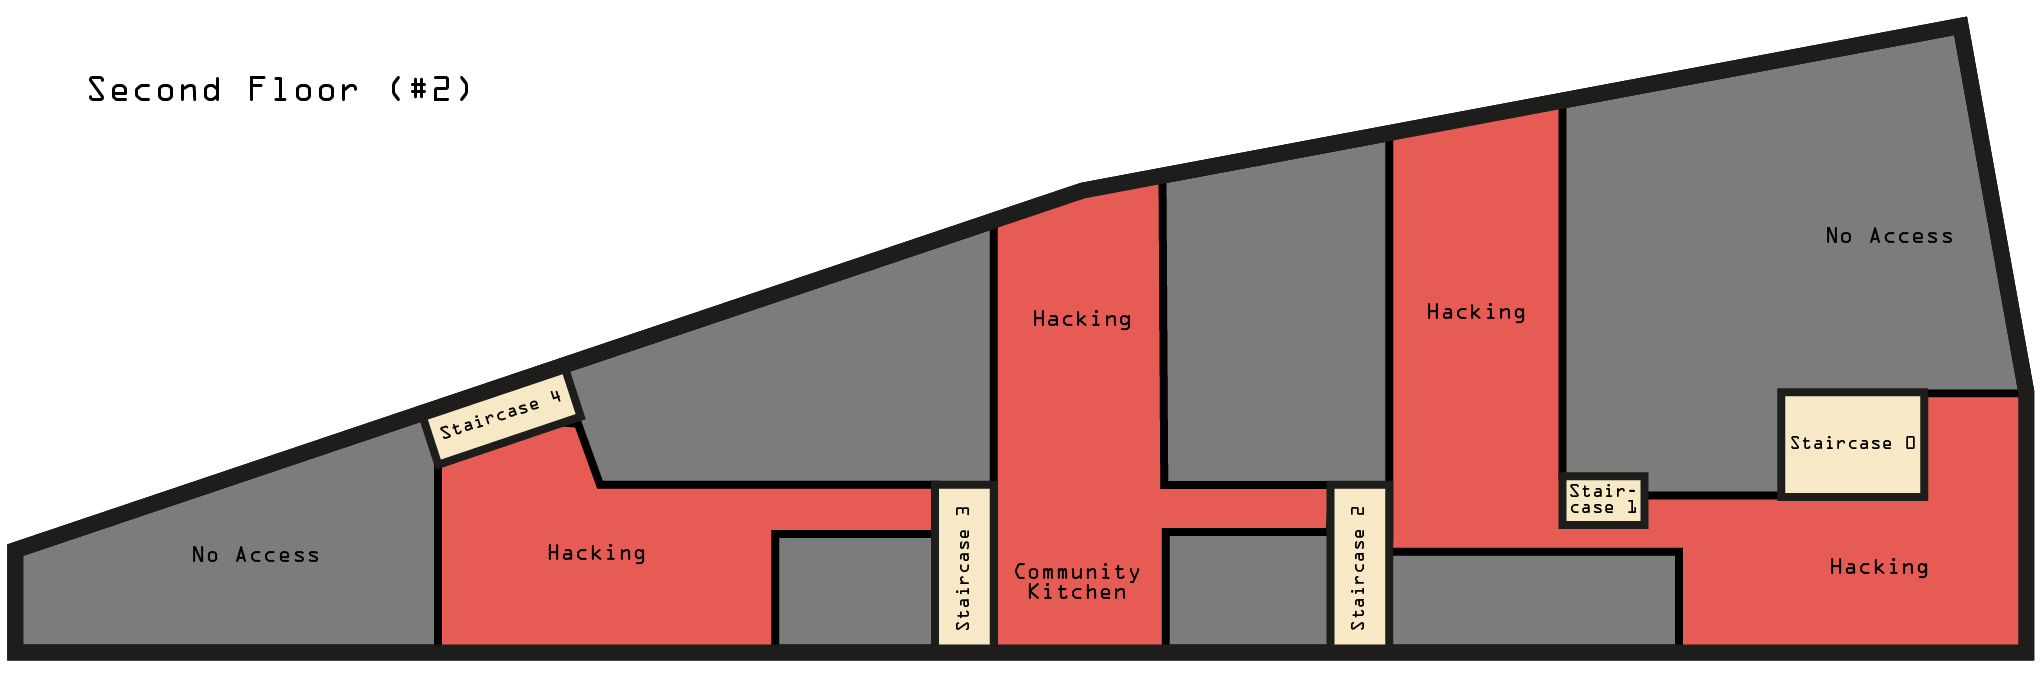 Second Floor (#2)
No Access
Hacking
Hacking
Staircase 4
Staircase 0
Stair-
case 1
Staircase 3
Staircase 2
No Access
Hacking
Community
Kitchen
Hacking